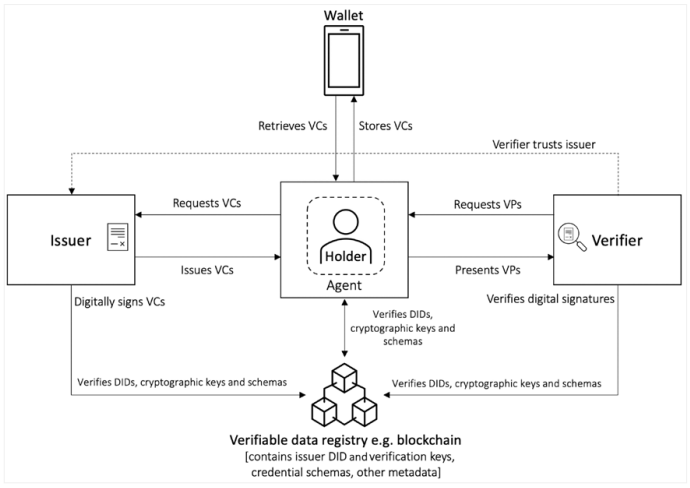 Wallet
Retrieves VCs
Stores VCs
Verifier trusts issuer
Requests VCs
Requests VPs
Issuer
Holder
Verifier
Issues VCs
Agent
Presents VPs
Digitally signs VCs
Verifies digital signatures
Verifies DIDs,
cryptographic keys and
schemas
Verifies DIDs, cryptographic keys and schemas
Verifies DIDs, cryptographic keys and schemas
Verifiable data registry e.g. blockchain
[contains issuer DID and verification keys,
credential schemas, other metadata]